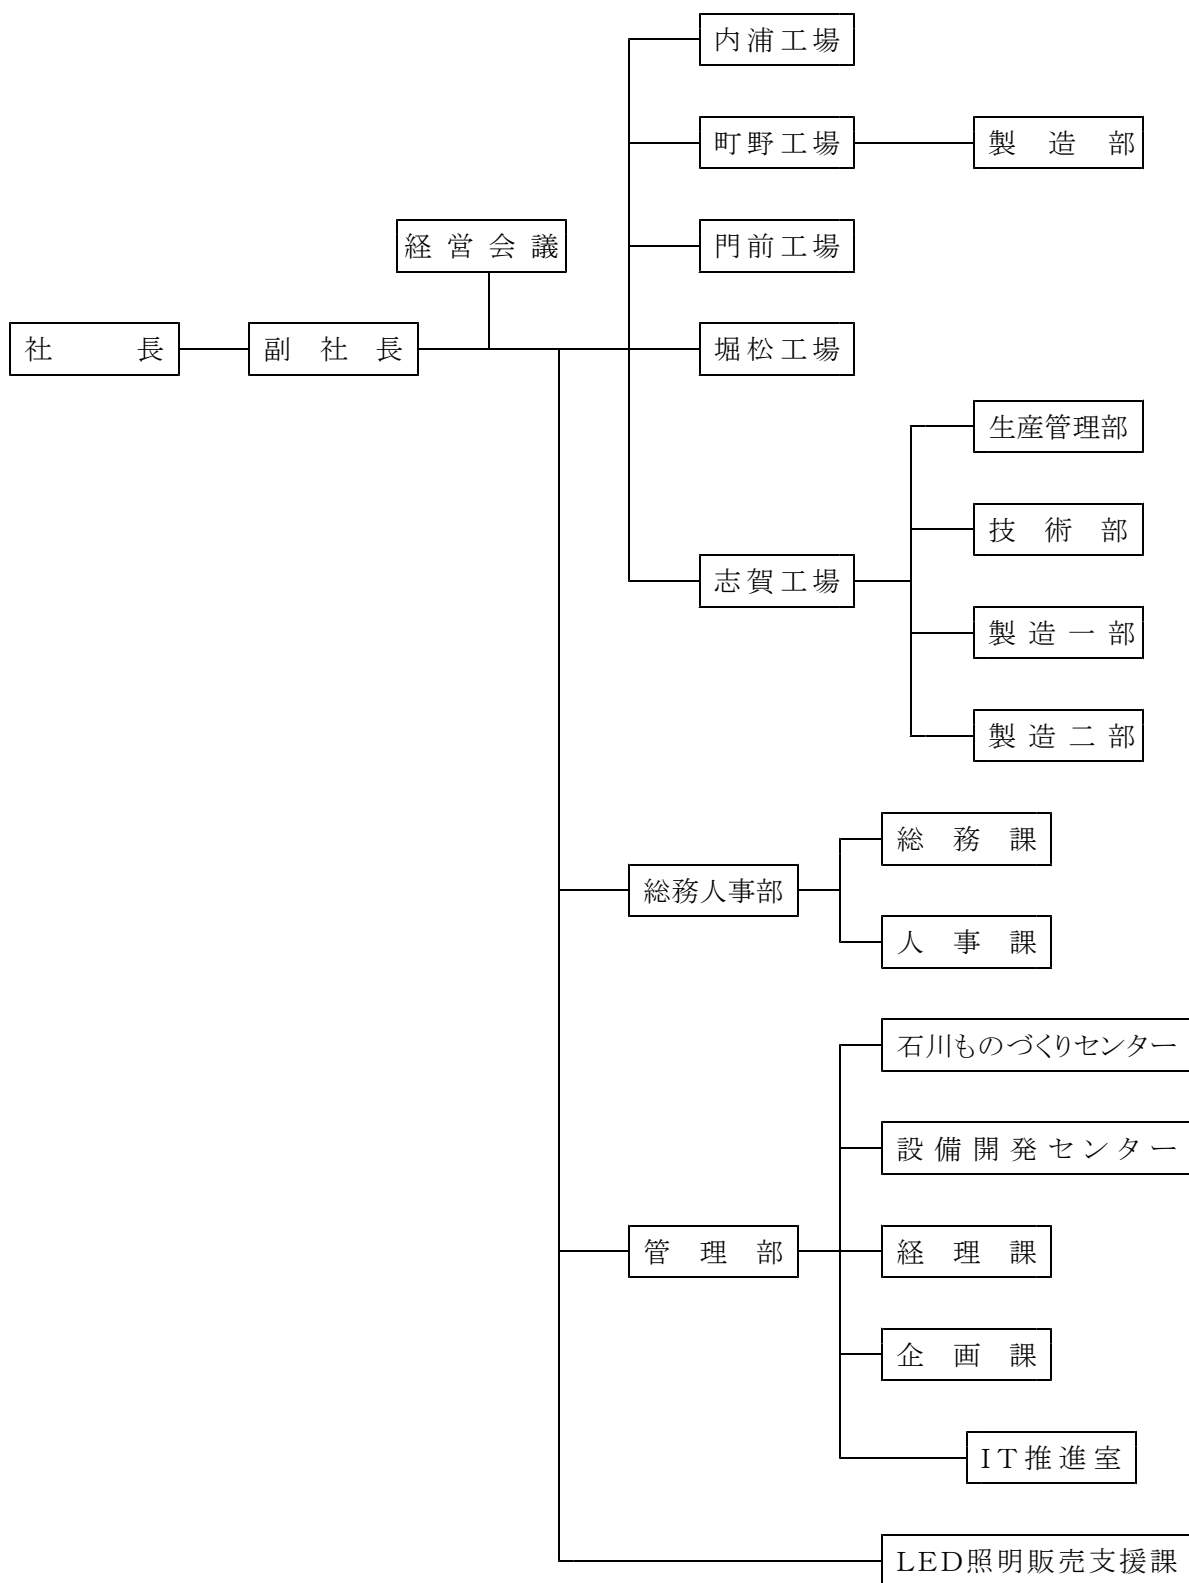 内浦工場
町野工場
製造部
経営会議
門前工場
社長
副社長
堀松工場
生産管理部
技術部
志賀工場
製造一部
製造二部
総務課
総務人事部
人事課
石川ものづくりセンター
設備開発センター
管理部
経理課
企画課
IT推進室
LED照明販売支援課